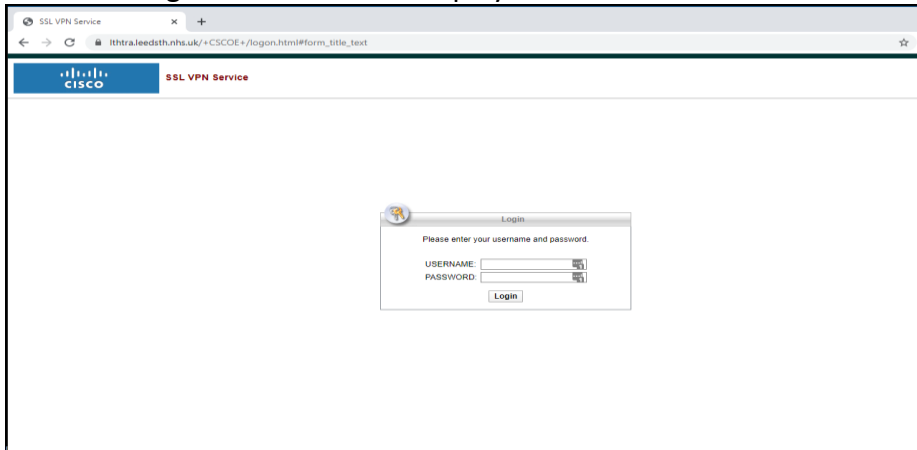 SSL VPN Service
lthtra.leedsth.nhs.uk/+CSCOE+/logon.html#form_title_text
CISCO
SSL VPN Service
Login
Please enter your username and password.
USERNAME:
PASSWORD:
Login